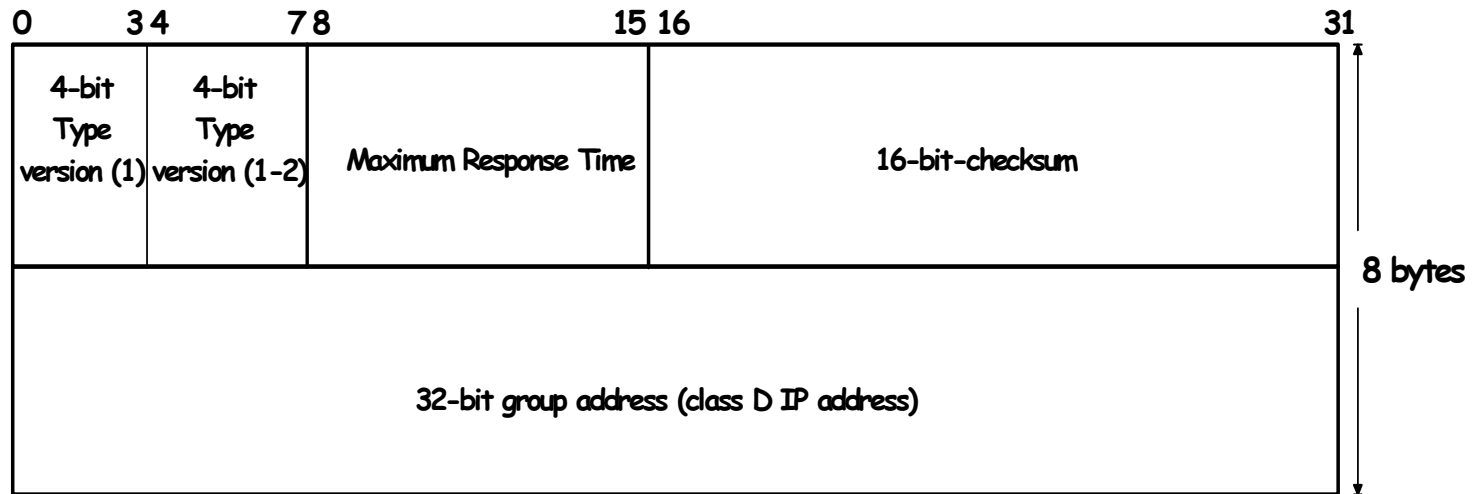 0 3 4 7 8 15 16 31
4-bit
Type
version (1)
4-bit
Type
version (1-2)
Maximum Response Time
16-bit-checksum
8 bytes
32-bit group address (class D IP address)